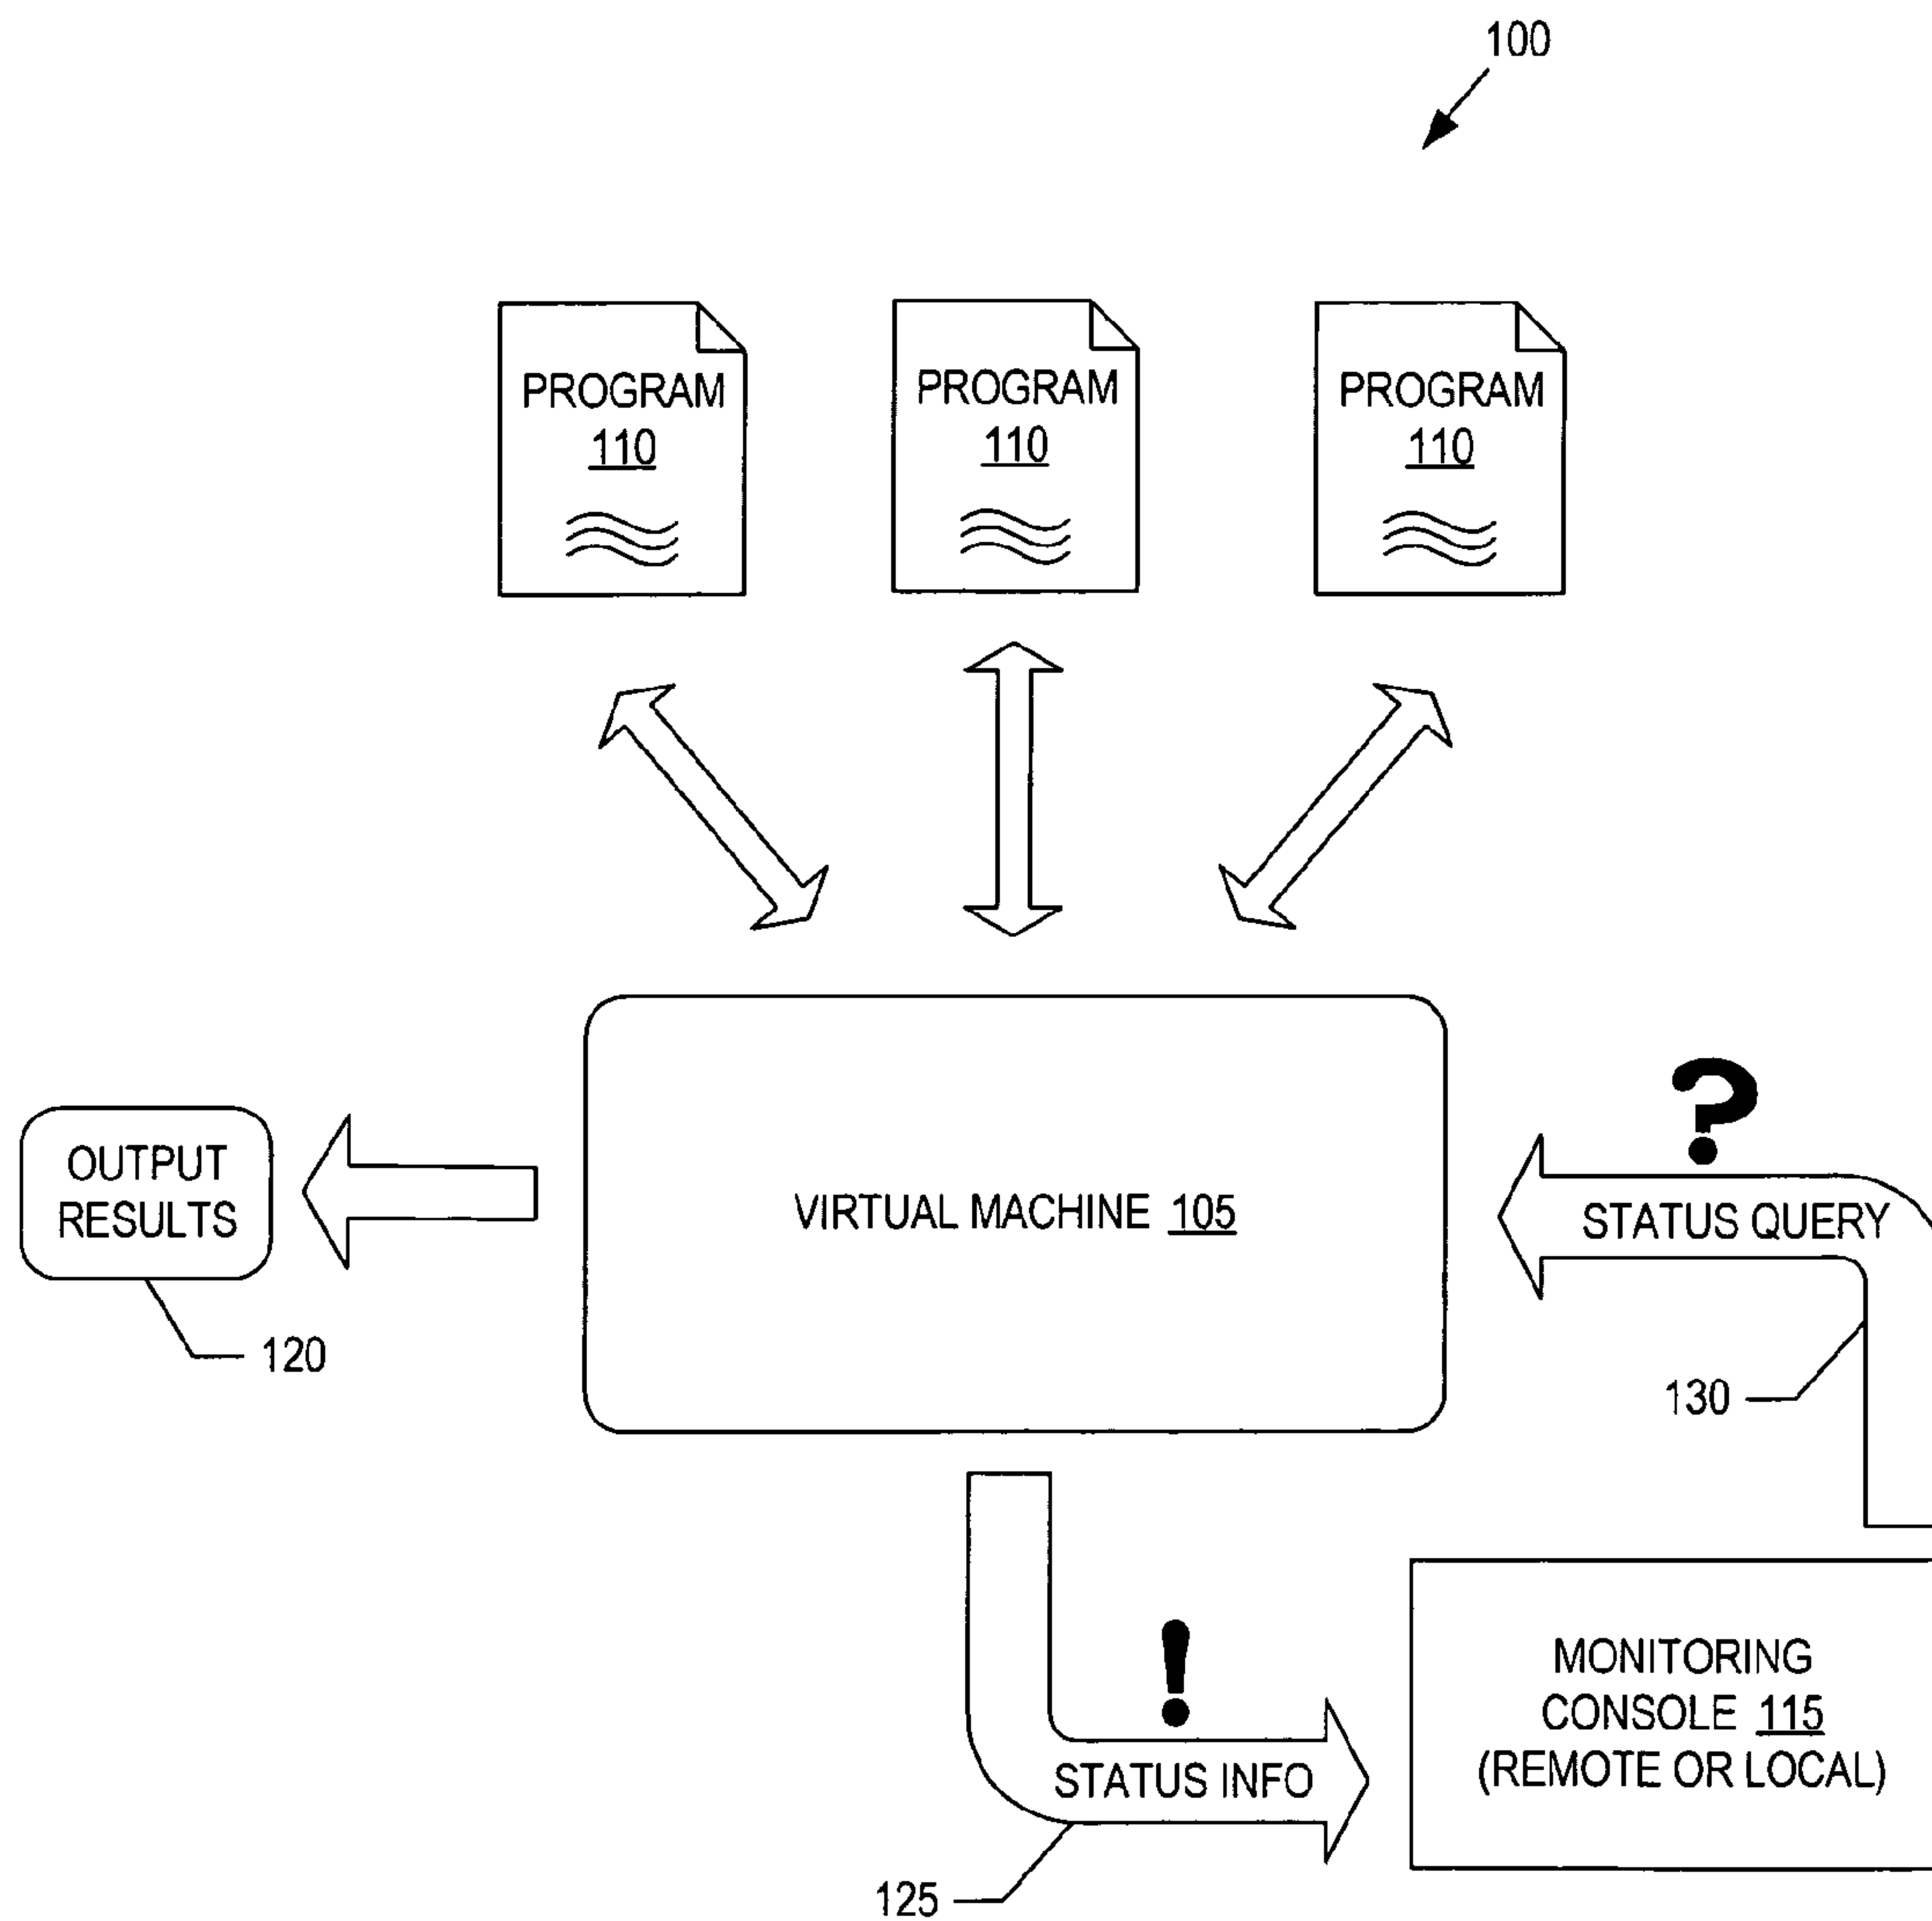 100
PROGRAM
110
PROGRAM
110
PROGRAM
110
OUTPUT
RESULTS
120
VIRTUAL MACHINE 105
?
STATUS QUERY
130
!
STATUS INFO
125
MONITORING
CONSOLE 115
(REMOTE OR LOCAL)